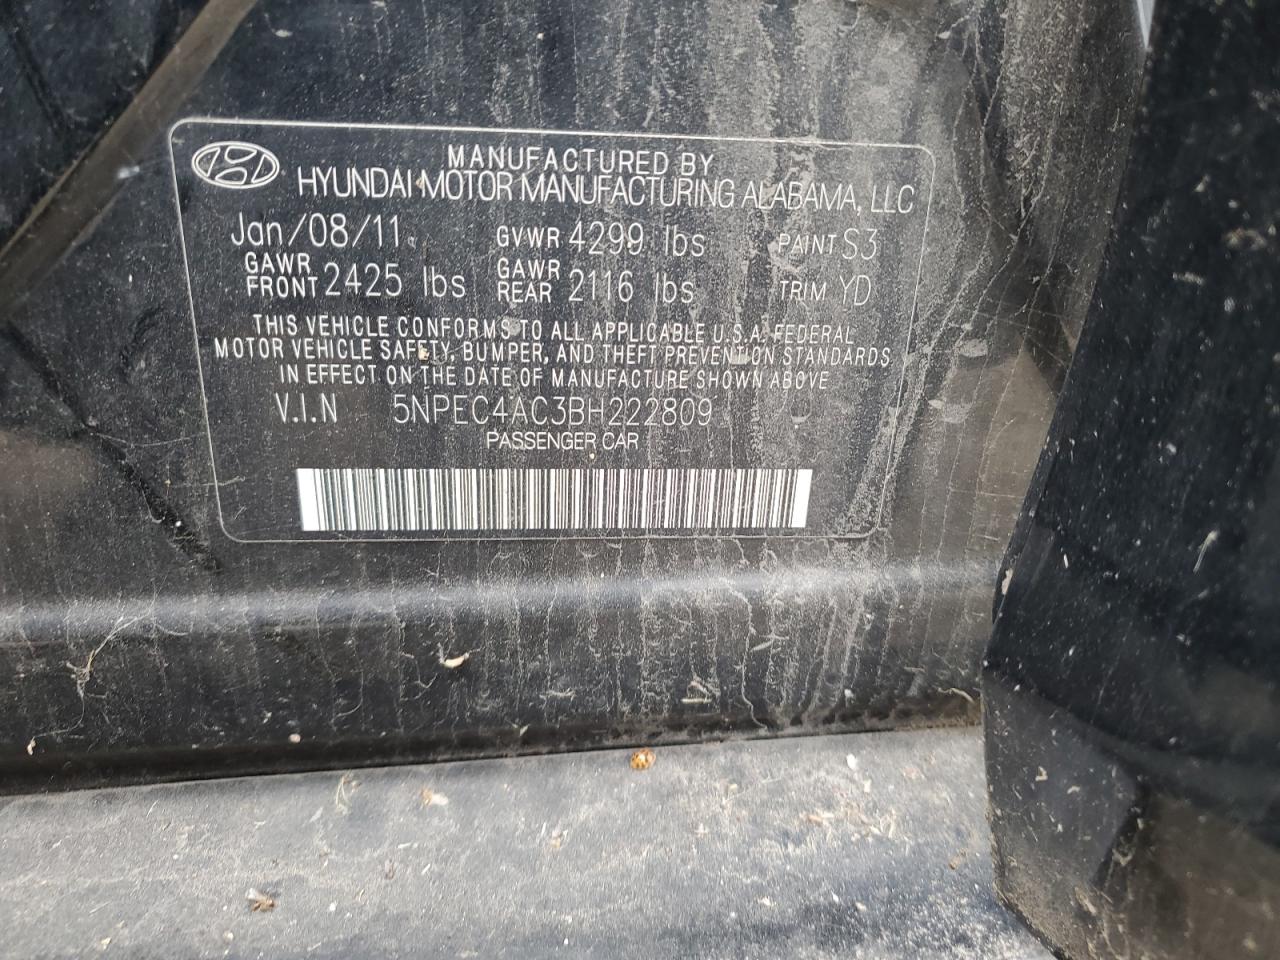 MANUFACTURED BY
HYUNDAI MOTOR MANUFACTURING ALABAMA, LLC
Jan/08/11 GVWR 4299 lbs PAINT S3
GAWR FRONT 2425 lbs GAWR REAR 2116 lbs TRIM YD
THIS VEHICLE CONFORMS TO ALL APPLICABLE U.S.A. FEDERAL
MOTOR VEHICLE SAFETY, BUMPER, AND THEFT PREVENTION STANDARDS
IN EFFECT ON THE DATE OF MANUFACTURE SHOWN ABOVE
V.I.N 5NPEC4AC3BH222809
PASSENGER CAR